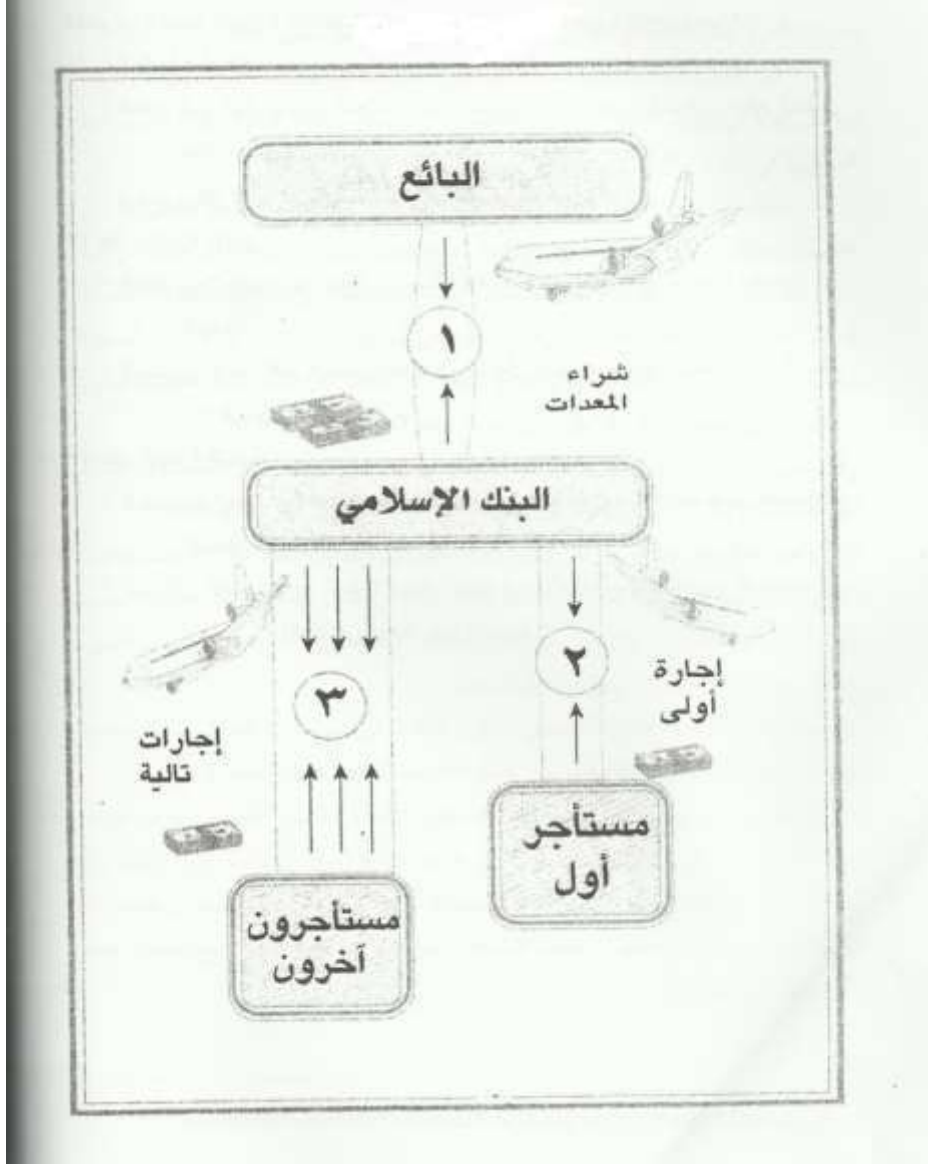 البائع
١
شراء
المعدات
البنك الإسلامي
٢
إجارة
أولى
٣
إجارات
تالية
مستأجر
أول
مستأجرون
آخرون